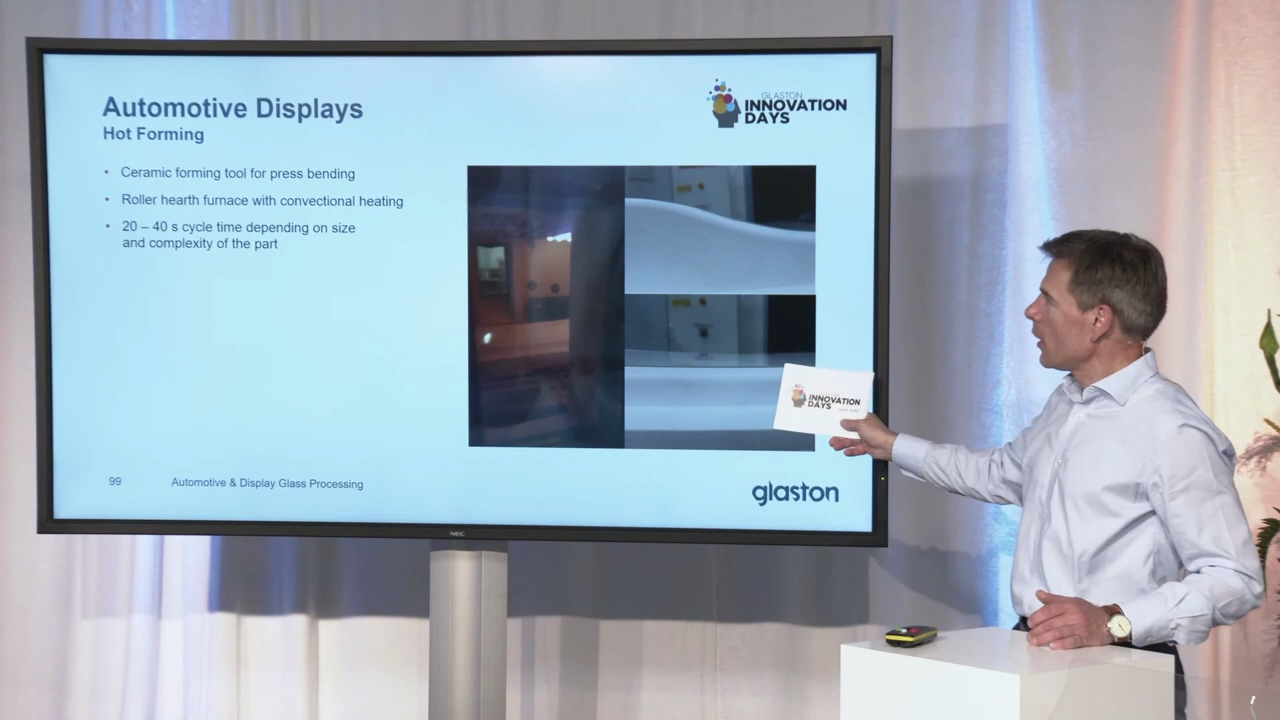 Automotive Displays
Hot Forming
GLASTON
INNOVATION
DAYS
• Ceramic forming tool for press bending
• Roller hearth furnace with convectional heating
• 20 – 40 s cycle time depending on size
and complexity of the part
INNOVATION
DAYS
99
Automotive & Display Glass Processing
glaston
NEC